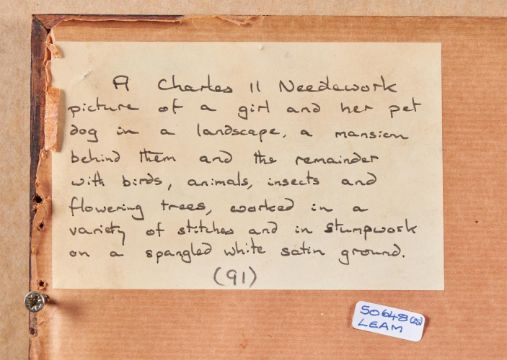 A Charles II Needlework
picture of a girl and her pet
dog in a landscape, a mansion
behind them and the remainder
with birds, animals, insects and
flowering trees, worked in a
variety of stitches and in stumpwork
on a spangled white satin ground.
(91)
50648
LEAM